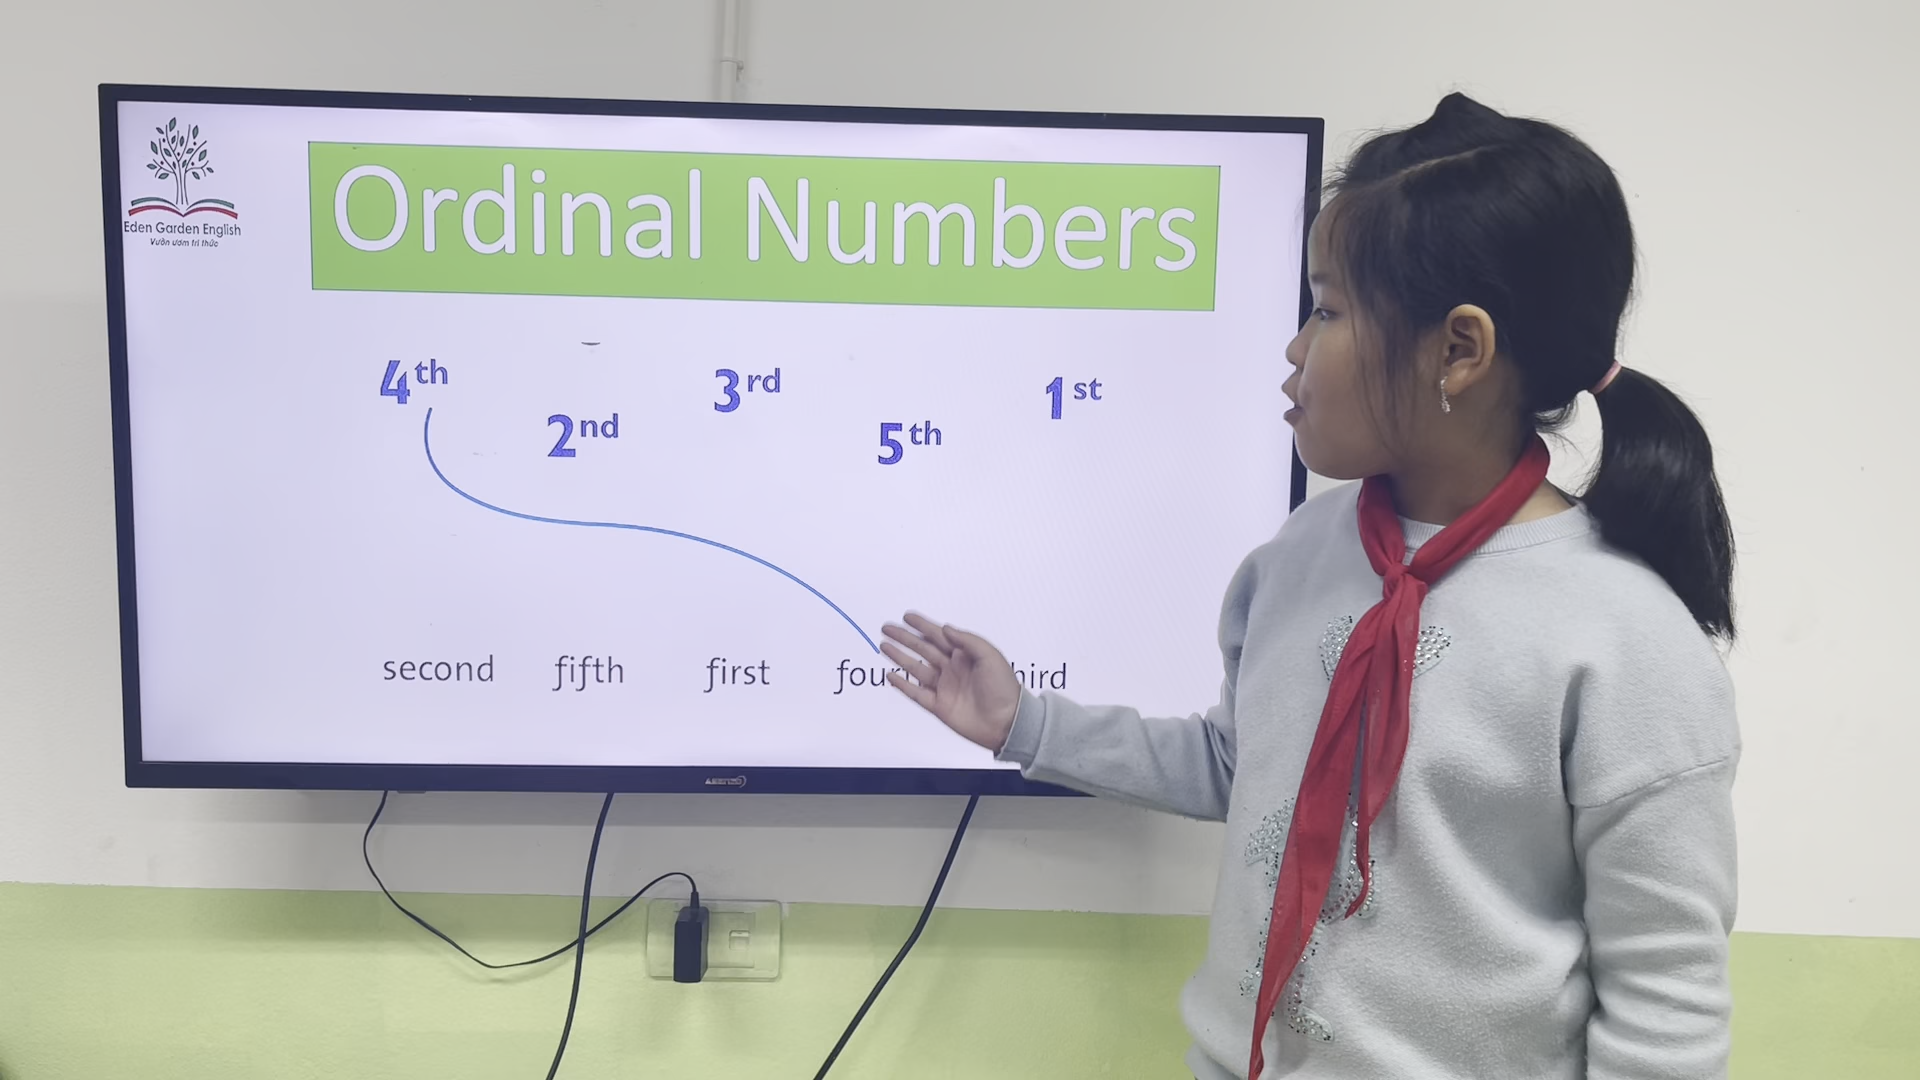 Eden Garden English
Vườn ươm tri thức
Ordinal Numbers
4th 2nd 3rd 5th 1st
second fifth first